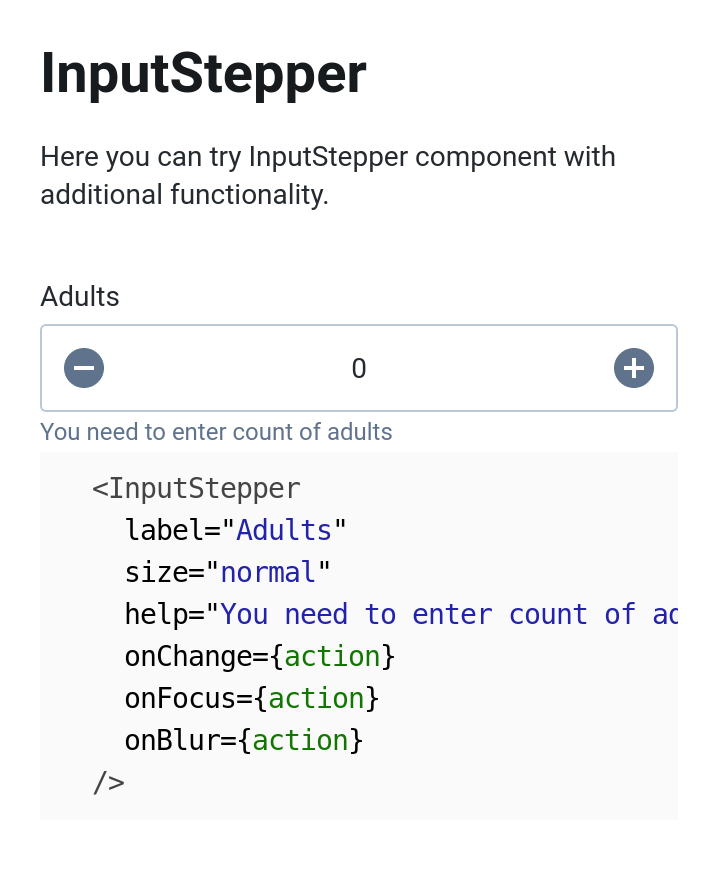 InputStepper
Here you can try InputStepper component with
additional functionality.
Adults
0
You need to enter count of adults
<InputStepper
label="Adults"
size="normal"
help="You need to enter count of ad
onChange={action}
onFocus={action}
onBlur={action}
/>